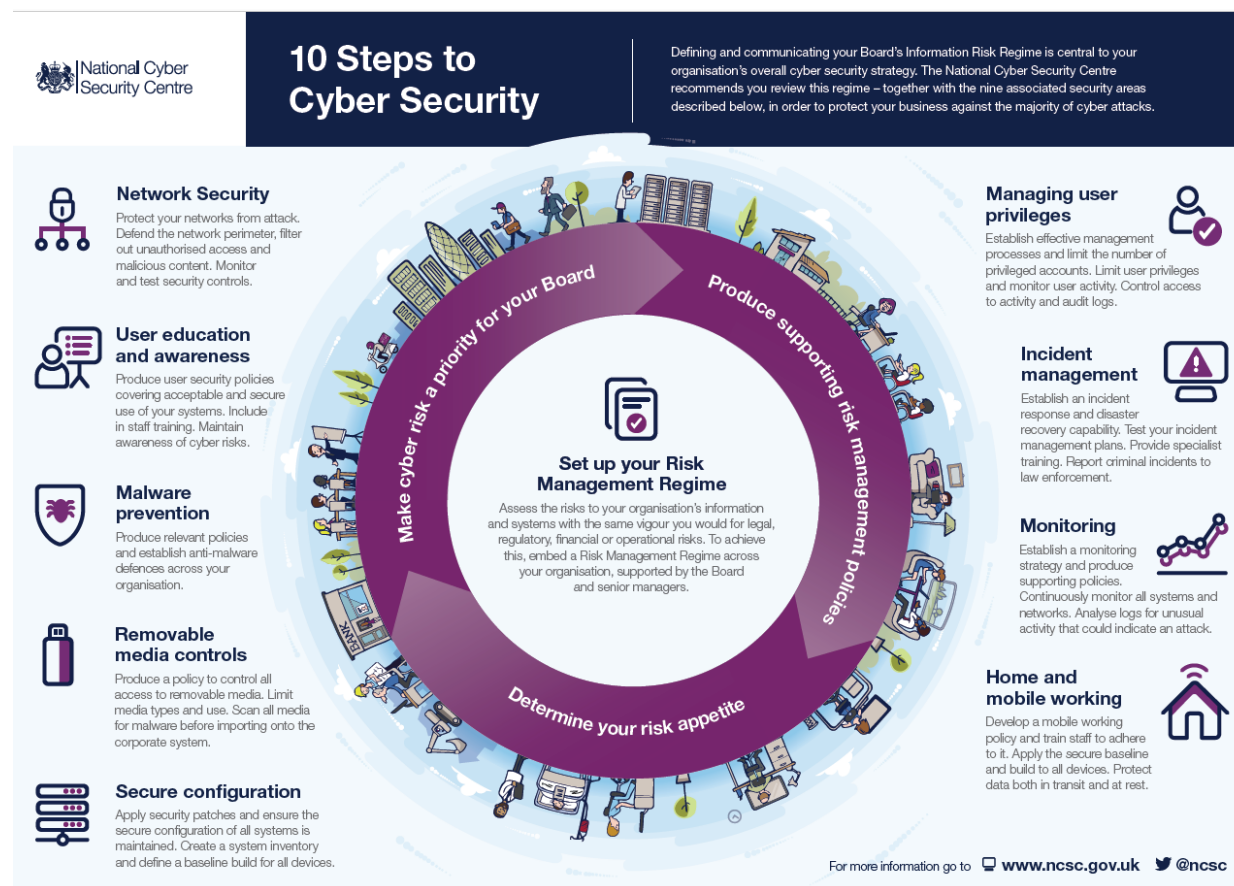 National Cyber
Security Centre
10 Steps to
Cyber Security
Defining and communicating your Board's Information Risk Regime is central to your
organisation's overall cyber security strategy. The National Cyber Security Centre
recommends you review this regime – together with the nine associated security areas
described below, in order to protect your business against the majority of cyber attacks.
Network Security
Protect your networks from attack.
Defend the network perimeter, filter
out unauthorised access and
malicious content. Monitor
and test security controls.
User education
and awareness
Produce user security policies
covering acceptable and secure
use of your systems. Include
in staff training. Maintain
awareness of cyber risks.
Malware
prevention
Produce relevant policies
and establish anti-malware
defences across your
organisation.
Removable
media controls
Produce a policy to control all
access to removable media. Limit
media types and use. Scan all media
for malware before importing onto the
corporate system.
Secure configuration
Apply security patches and ensure the
secure configuration of all systems is
maintained. Create a system inventory
and define a baseline build for all devices.
Make cyber risk a priority for your Board
Produce supporting risk management policies
Determine your risk appetite
BANK
Set up your Risk
Management Regime
Assess the risks to your organisation's information
and systems with the same vigour you would for legal,
regulatory, financial or operational risks. To achieve
this, embed a Risk Management Regime across
your organisation, supported by the Board
and senior managers.
Managing user
privileges
Establish effective management
processes and limit the number of
privileged accounts. Limit user privileges
and monitor user activity. Control access
to activity and audit logs.
Incident
management
Establish an incident
response and disaster
recovery capability. Test your incident
management plans. Provide specialist
training. Report criminal incidents to
law enforcement.
Monitoring
Establish a monitoring
strategy and produce
supporting policies.
Continuously monitor all systems and
networks. Analyse logs for unusual
activity that could indicate an attack.
Home and
mobile working
Develop a mobile working
policy and train staff to adhere
to it. Apply the secure baseline
and build to all devices. Protect
data both in transit and at rest.
For more information go to www.ncsc.gov.uk @ncsc